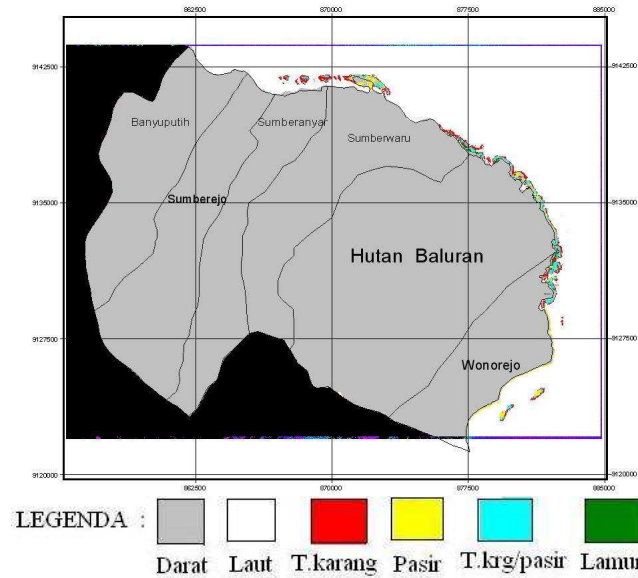 862500 870000 877500 885000
9142500 9142500
Banyuputih Sumberanyar Sumberwaru
Sumberejo
9135000 9135000
Hutan Baluran
9127500 9127500
Wonorejo
9120000 9120000
862500 870000 877500 885000
LEGENDA :
Darat Laut T.karang Pasir T.krg/pasir Lamun